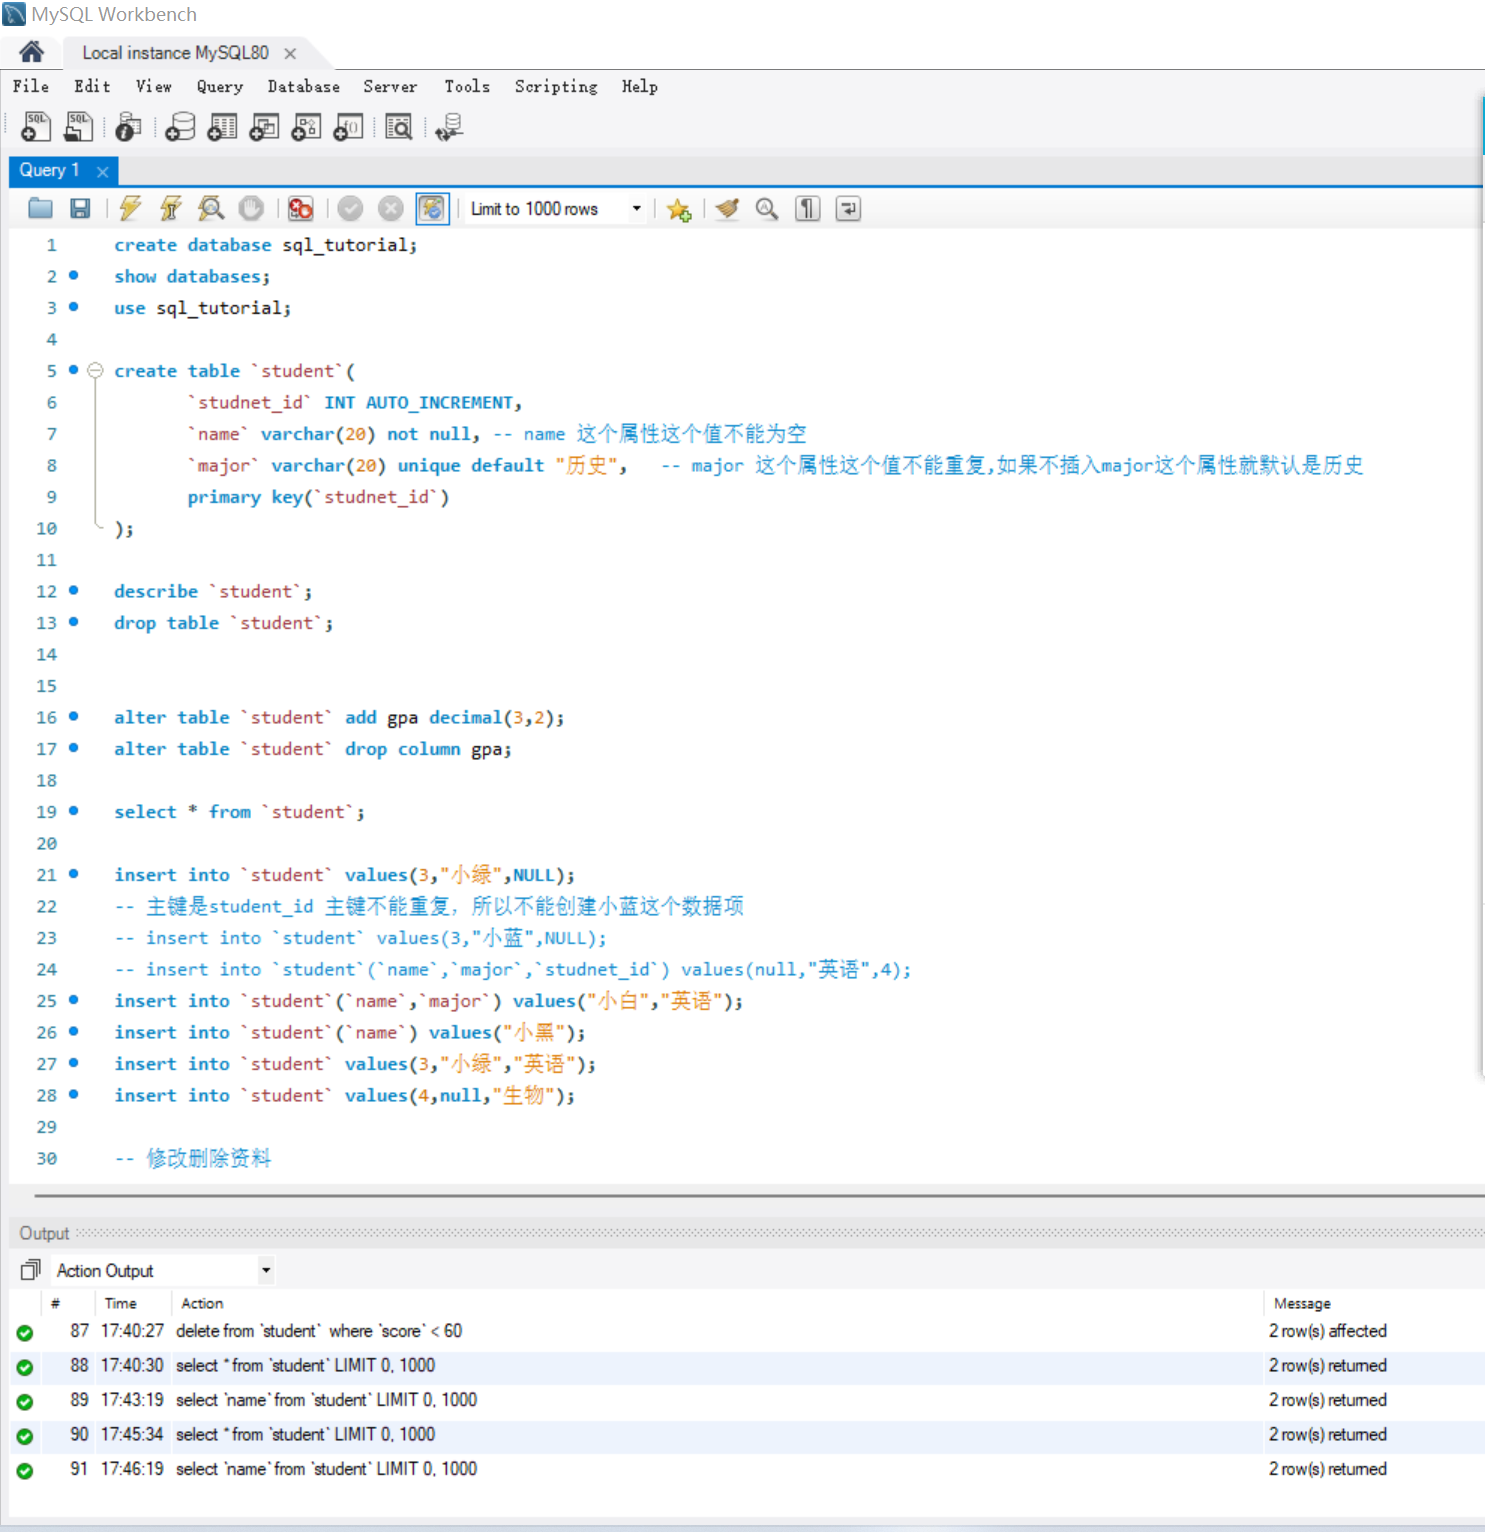 MySQL Workbench
Local instance MySQL80
File Edit View Query Database Server Tools Scripting Help
Query 1
Limit to 1000 rows
1 create database sql_tutorial;
2 show databases;
3 use sql_tutorial;
4
5 create table `student`(
6 `studnet_id` INT AUTO_INCREMENT,
7 `name` varchar(20) not null, -- name 这个属性这个值不能为空
8 `major` varchar(20) unique default "历史", -- major 这个属性这个值不能重复,如果不插入major这个属性就默认是历史
9 primary key(`studnet_id`)
10 );
11
12 describe `student`;
13 drop table `student`;
14
15
16 alter table `student` add gpa decimal(3,2);
17 alter table `student` drop column gpa;
18
19 select * from `student`;
20
21 insert into `student` values(3,"小绿",NULL);
22 -- 主键是student_id 主键不能重复，所以不能创建小蓝这个数据项
23 -- insert into `student` values(3,"小蓝",NULL);
24 -- insert into `student`(`name`,`major`,`studnet_id`) values(null,"英语",4);
25 insert into `student`(`name`,`major`) values("小白","英语");
26 insert into `student`(`name`) values("小黑");
27 insert into `student` values(3,"小绿","英语");
28 insert into `student` values(4,null,"生物");
29
30 -- 修改删除资料
Output
Action Output
# Time Action Message
87 17:40:27 delete from `student` where `score` < 60 2 row(s) affected
88 17:40:30 select * from `student` LIMIT 0, 1000 2 row(s) returned
89 17:43:19 select `name` from `student` LIMIT 0, 1000 2 row(s) returned
90 17:45:34 select * from `student` LIMIT 0, 1000 2 row(s) returned
91 17:46:19 select `name` from `student` LIMIT 0, 1000 2 row(s) returned